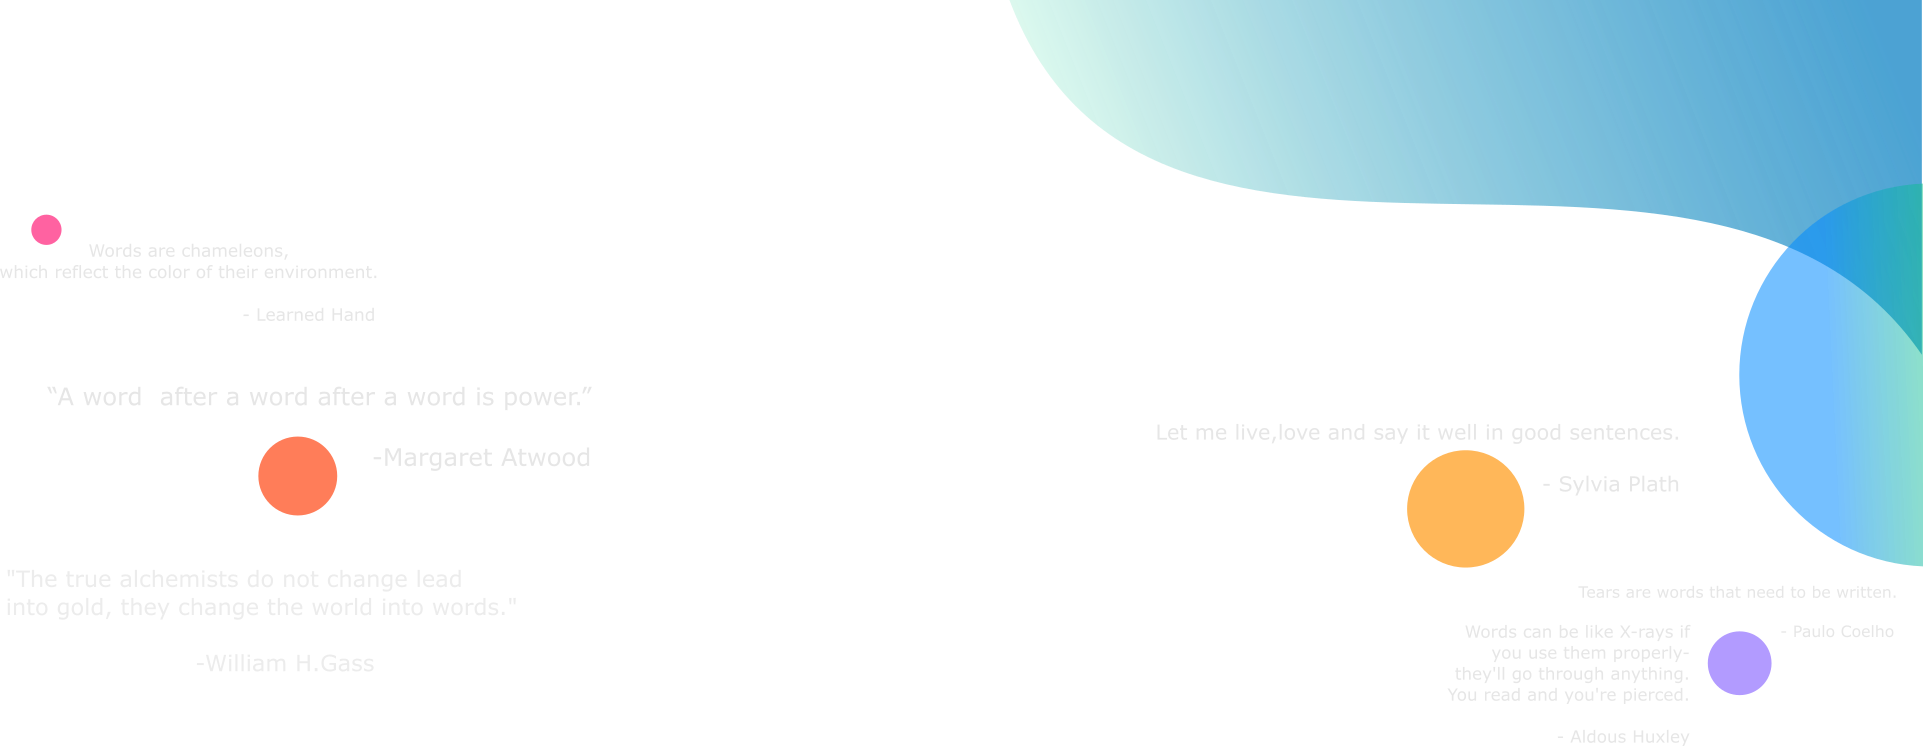 Words are chameleons,
which reflect the color of their environment.
- Learned Hand
“A word  after a word after a word is power.”
-Margaret Atwood
"The true alchemists do not change lead
into gold, they change the world into words."
-William H.Gass
Let me live,love and say it well in good sentences.
- Sylvia Plath
Tears are words that need to be written.
- Paulo Coelho
Words can be like X-rays if
you use them properly-
they'll go through anything.
You read and you're pierced.
- Aldous Huxley